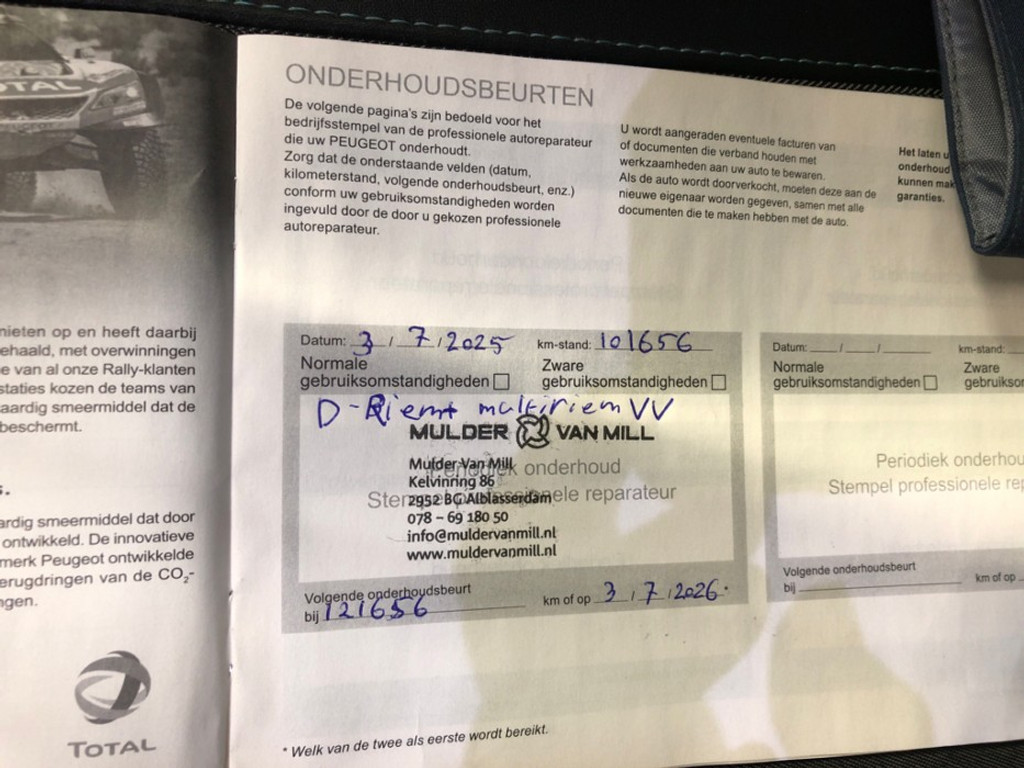 TOTAL
nieten op en heeft daarbij
ehaald, met overwinningen
e van al onze Rally-klanten
staties kozen de teams van
aardig smeermiddel dat de
beschermt.
s.
ardig smeermiddel dat door
ontwikkeld. De innovatieve
merk Peugeot ontwikkelde
erugdringen van de CO₂-
ngen.
TOTAL
ONDERHOUDSBEURTEN
De volgende pagina's zijn bedoeld voor het
bedrijfsstempel van de professionele autoreparateur
die uw PEUGEOT onderhoudt.
Zorg dat de onderstaande velden (datum,
kilometerstand, volgende onderhoudsbeurt, enz.)
conform uw gebruiksomstandigheden worden
ingevuld door de door u gekozen professionele
autoreparateur.
U wordt aangeraden eventuele facturen van
of documenten die verband houden met
werkzaamheden aan uw auto te bewaren.
Als de auto wordt doorverkocht, moeten deze aan de
nieuwe eigenaar worden gegeven, samen met alle
documenten die te maken hebben met de auto.
Het laten u
onderhoud
kunnen mak
garanties.
Datum: 3 / 7 / 2025 km-stand: 101656
Normale gebruiksomstandigheden
Zware gebruiksomstandigheden
D-Riem + multiriem VV
MULDER VAN MILL
Periodiek onderhoud
Stempel professionele reparateur
Mulder Van Mill
Kelvinring 86
2952 BG Alblasserdam
078 – 69 180 50
info@muldervanmill.nl
www.muldervanmill.nl
Volgende onderhoudsbeurt
bij 121656 km of op 3 / 7 / 2026.
Datum: / / km-stand:
Normale gebruiksomstandigheden
Zware gebruiksom
Periodiek onderhou
Stempel professionele rep
Volgende onderhoudsbeurt
bij km of op
* Welk van de twee als eerste wordt bereikt.